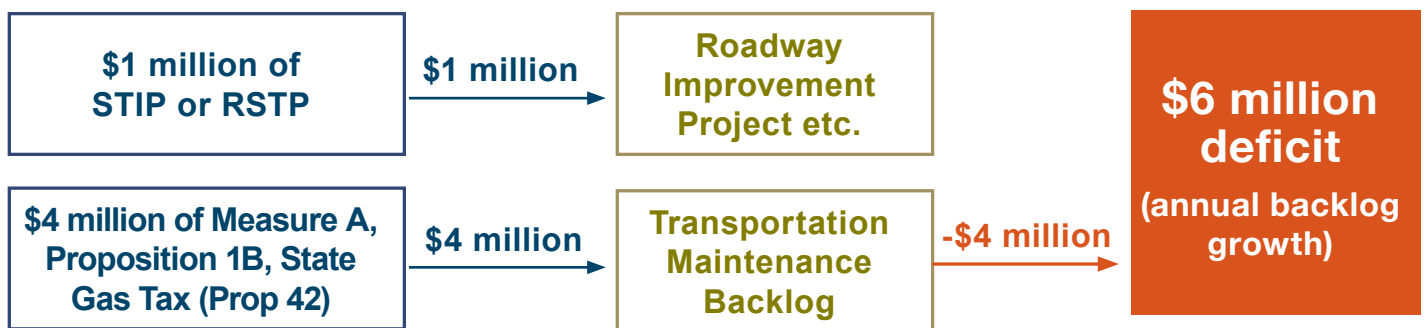 $1 million of
STIP or RSTP
$1 million
Roadway
Improvement
Project etc.
$4 million of Measure A,
Proposition 1B, State
Gas Tax (Prop 42)
$4 million
Transportation
Maintenance
Backlog
-$4 million
$6 million
deficit
(annual backlog
growth)